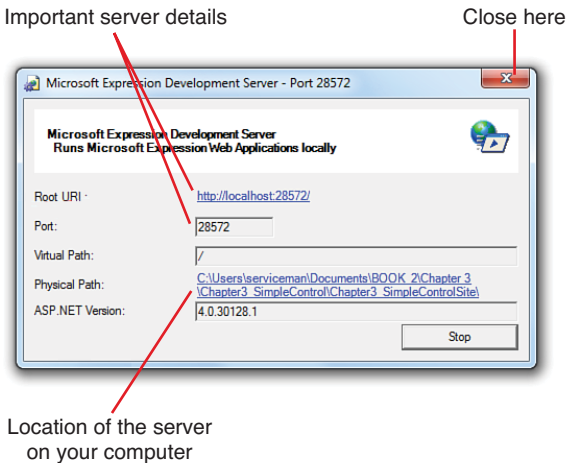 Important server details
Close here
Microsoft Expression Development Server - Port 28572
Microsoft Expression Development Server
Runs Microsoft Expression Web Applications locally
Root URI :
http://localhost:28572/
Port:
28572
Virtual Path:
/
Physical Path:
C:\Users\serviceman\Documents\BOOK_2\Chapter 3
\Chapter3_SimpleControl\Chapter3_SimpleControlSite\
ASP.NET Version:
4.0.30128.1
Stop
Location of the server
on your computer